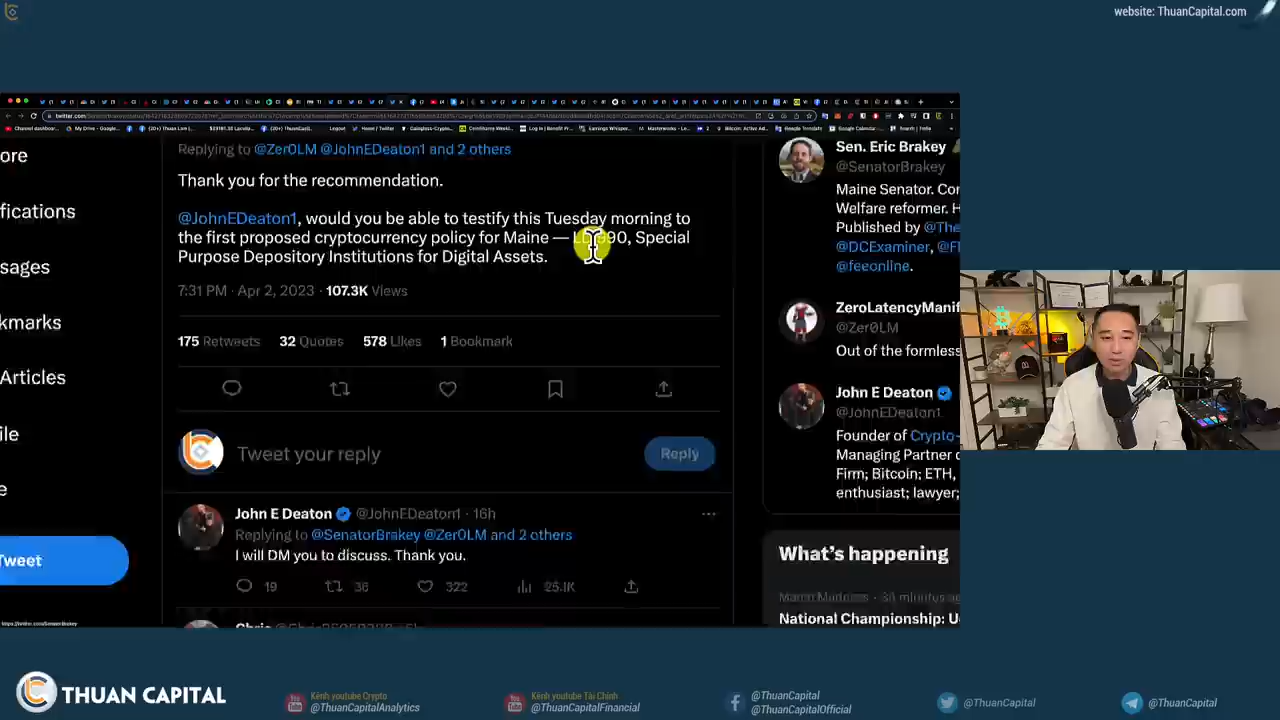 website: ThuanCapital.com
Replying to @Zer0LM @JohnEDeaton1 and 2 others
Thank you for the recommendation.
@JohnEDeaton1, would you be able to testify this Tuesday morning to
the first proposed cryptocurrency policy for Maine — 990, Special
Purpose Depository Institutions for Digital Assets.
7:31 PM · Apr 2, 2023 · 107.3K Views
175 Retweets 32 Quotes 578 Likes 1 Bookmark
Tweet your reply
Reply
John E Deaton @JohnEDeaton1 · 16h
Replying to @SenatorBrakey @Zer0LM and 2 others
I will DM you to discuss. Thank you.
19 36 322 25.1K
ore
fications
sages
kmarks
Articles
ile
e
Tweet
Sen. Eric Brakey
@SenatorBrakey
Maine Senator. Con
Welfare reformer. H
Published by @The
@DCExaminer,
@feeonline.
ZeroLatencyManif
@Zer0LM
Out of the formless
John E Deaton
@JohnEDeaton1
Founder of Crypto-
Managing Partner o
Firm; Bitcoin; ETH,
enthusiast; lawyer;
What's happening
March Madness · 30 minutes
National Championship: U
THUAN CAPITAL
Kênh youtube Crypto
@ThuanCapitalAnalytics
Kênh youtube Tài Chính
@ThuanCapitalFinancial
@ThuanCapital
@ThuanCapitalOfficial
@ThuanCapital
@ThuanCapital